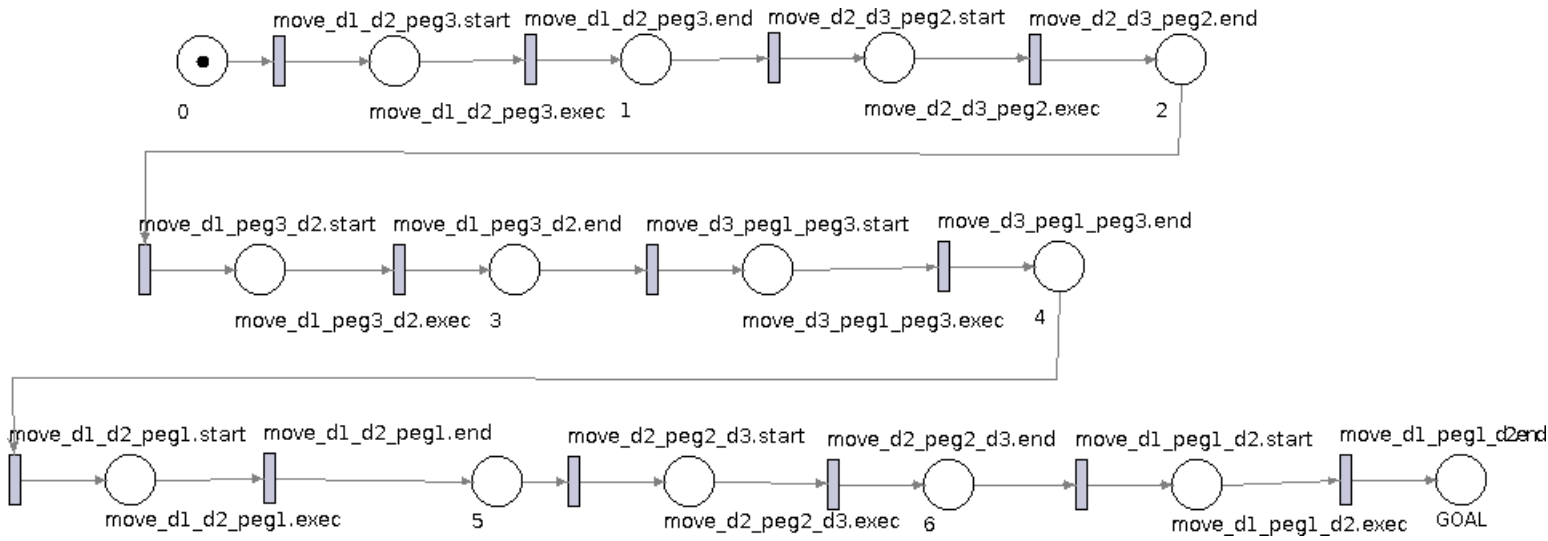 move_d1_d2_peg3.start move_d1_d2_peg3.end move_d2_d3_peg2.start move_d2_d3_peg2.end
0 move_d1_d2_peg3.exec 1 move_d2_d3_peg2.exec 2
move_d1_peg3_d2.start move_d1_peg3_d2.end move_d3_peg1_peg3.start move_d3_peg1_peg3.end
move_d1_peg3_d2.exec 3 move_d3_peg1_peg3.exec 4
move_d1_d2_peg1.start move_d1_d2_peg1.end move_d2_peg2_d3.start move_d2_peg2_d3.end move_d1_peg1_d2.start move_d1_peg1_d2end
move_d1_d2_peg1.exec 5 move_d2_peg2_d3.exec 6 move_d1_peg1_d2.exec GOAL